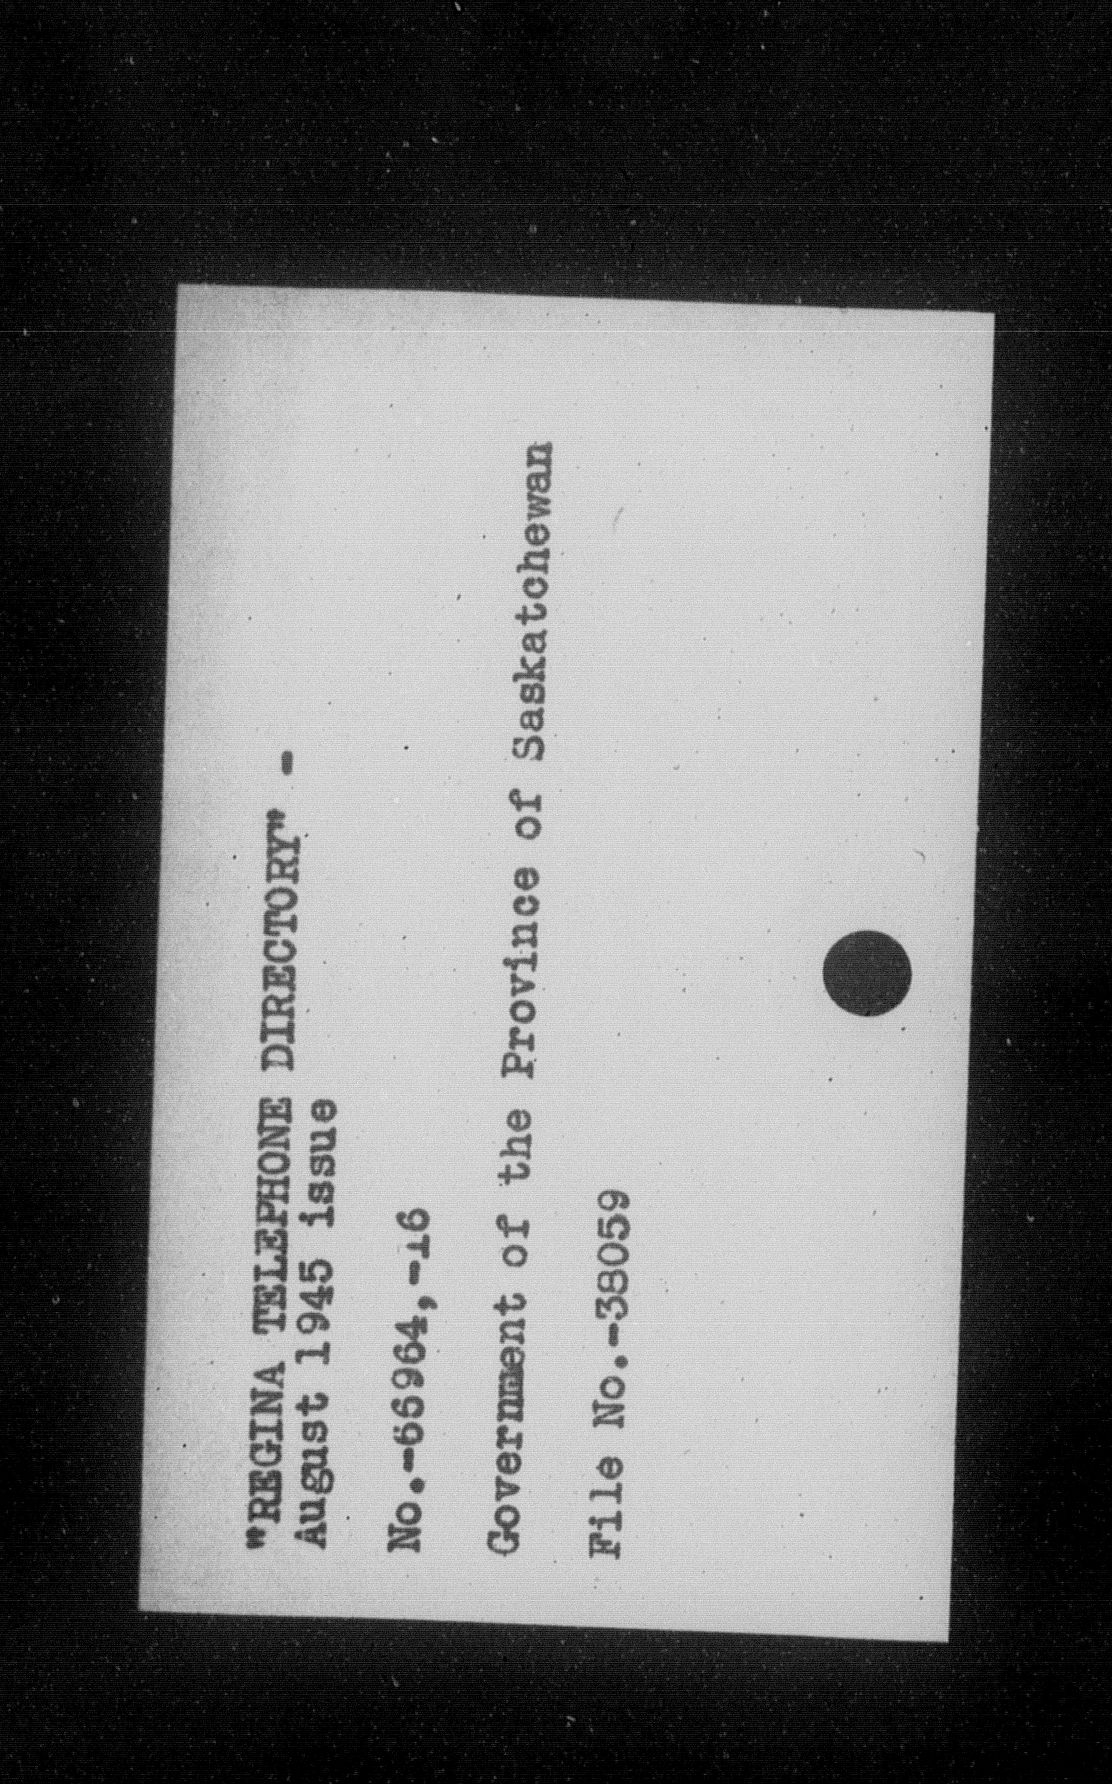 "REGINA TELEPHONE DIRECTORY" -
August 1945 issue
No.-66964,-16
Government of the Province of Saskatchewan
File No.-38059